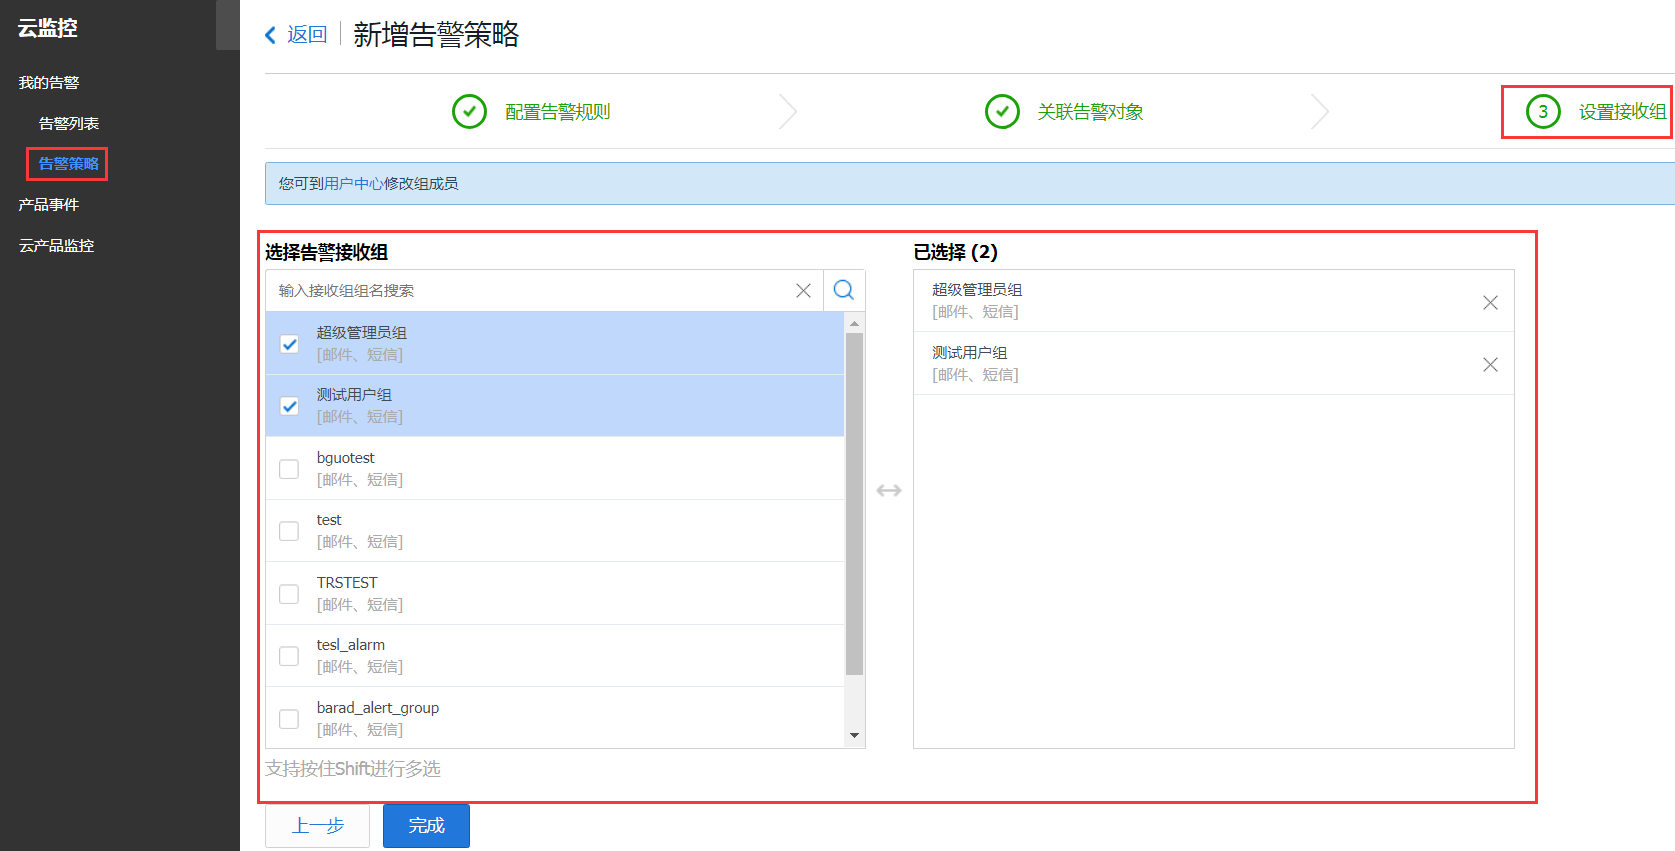 云监控
我的告警
告警列表
告警策略
产品事件
云产品监控
返回
新增告警策略
配置告警规则
关联告警对象
3 设置接收组
您可到用户中心修改组成员
选择告警接收组
输入接收组组名搜索
超级管理员组
[邮件、短信]
测试用户组
[邮件、短信]
bguotest
[邮件、短信]
test
[邮件、短信]
TRSTEST
[邮件、短信]
tesl_alarm
[邮件、短信]
barad_alert_group
[邮件、短信]
支持按住Shift进行多选
已选择 (2)
超级管理员组
[邮件、短信]
测试用户组
[邮件、短信]
上一步
完成